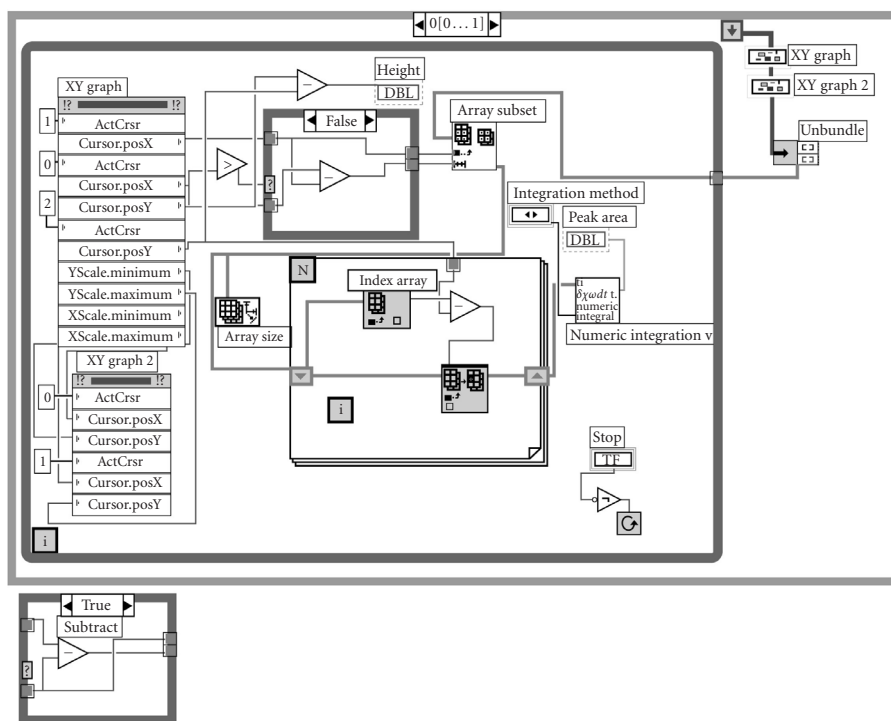 0[0...1]
XY graph
!? !?
1
ActCrsr
Cursor.posX
0
ActCrsr
Cursor.posX
2
Cursor.posY
ActCrsr
Cursor.posY
YScale.minimum
YScale.maximum
XScale.minimum
XScale.maximum
XY graph 2
!? !?
0
ActCrsr
Cursor.posX
Cursor.posY
1
ActCrsr
Cursor.posX
Cursor.posY
i
Height
DBL
False
>
−
−
?
Array subset
XY graph
XY graph 2
Unbundle
Integration method
Peak area
DBL
N
Index array
−
Array size
i
ti
δχωdt t.
numeric
integral
Numeric integration v
Stop
TF
True
Subtract
−
?